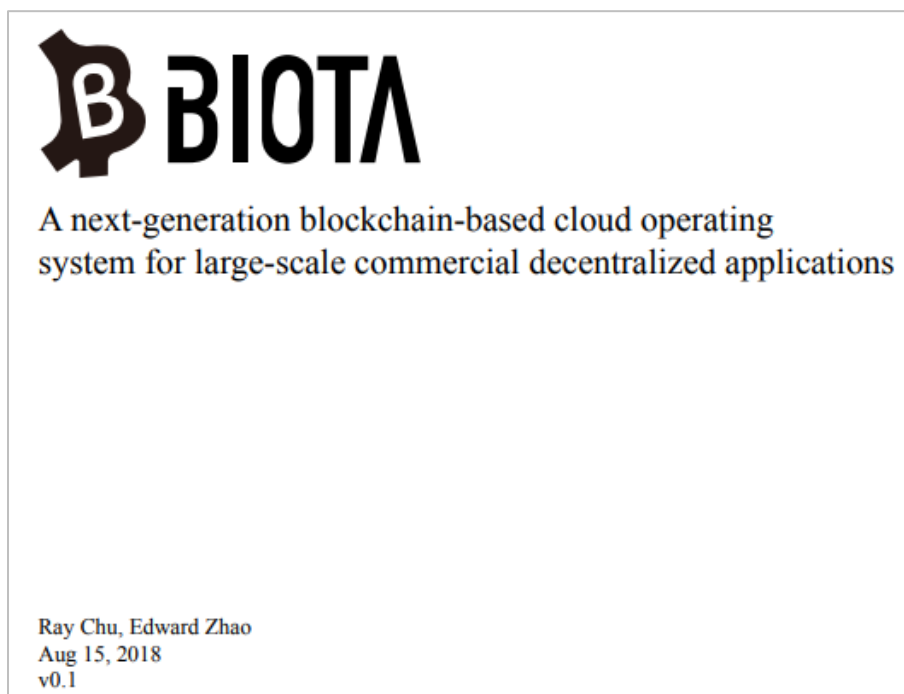 B BIOTA
A next-generation blockchain-based cloud operating
system for large-scale commercial decentralized applications
Ray Chu, Edward Zhao
Aug 15, 2018
v0.1